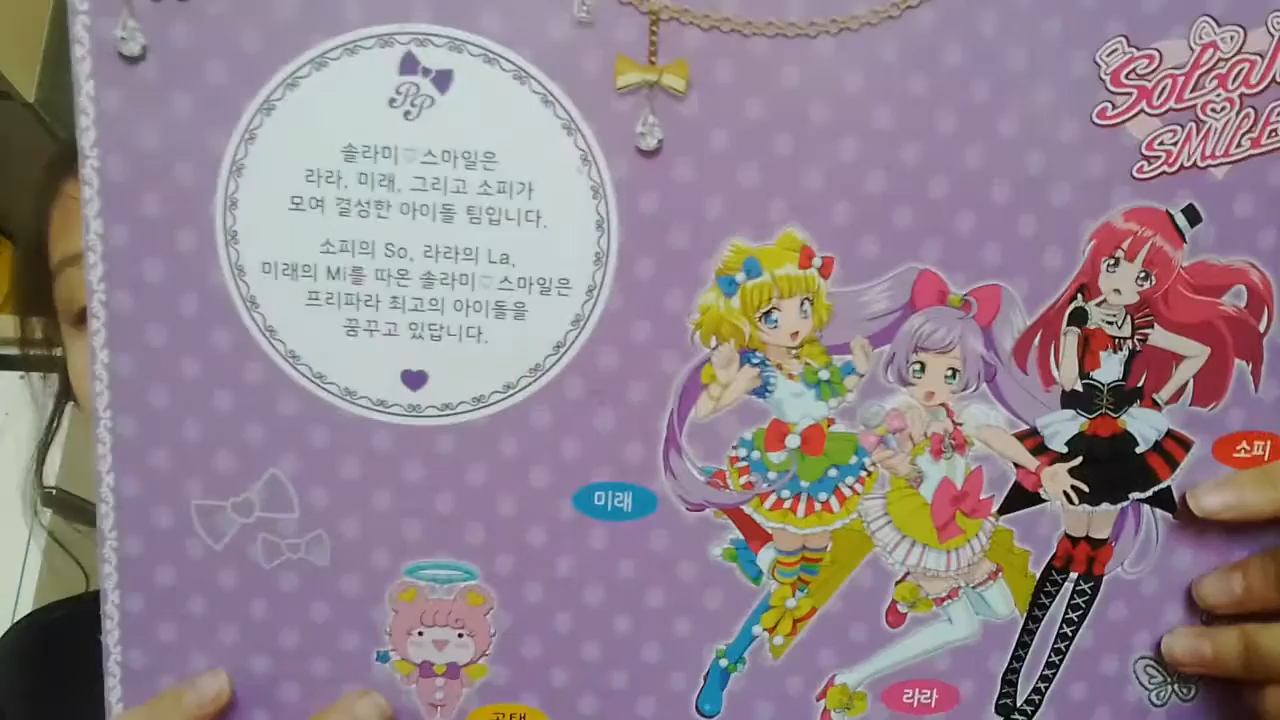 PP
솔라미♡스마일은
라라, 미래, 그리고 소피가
모여 결성한 아이돌 팀입니다.
소피의 So, 라라의 La,
미래의 Mi를 따온 솔라미♡스마일은
프리파라 최고의 아이돌을
꿈꾸고 있답니다.
SoLaM
SMILE
소피
미래
라라